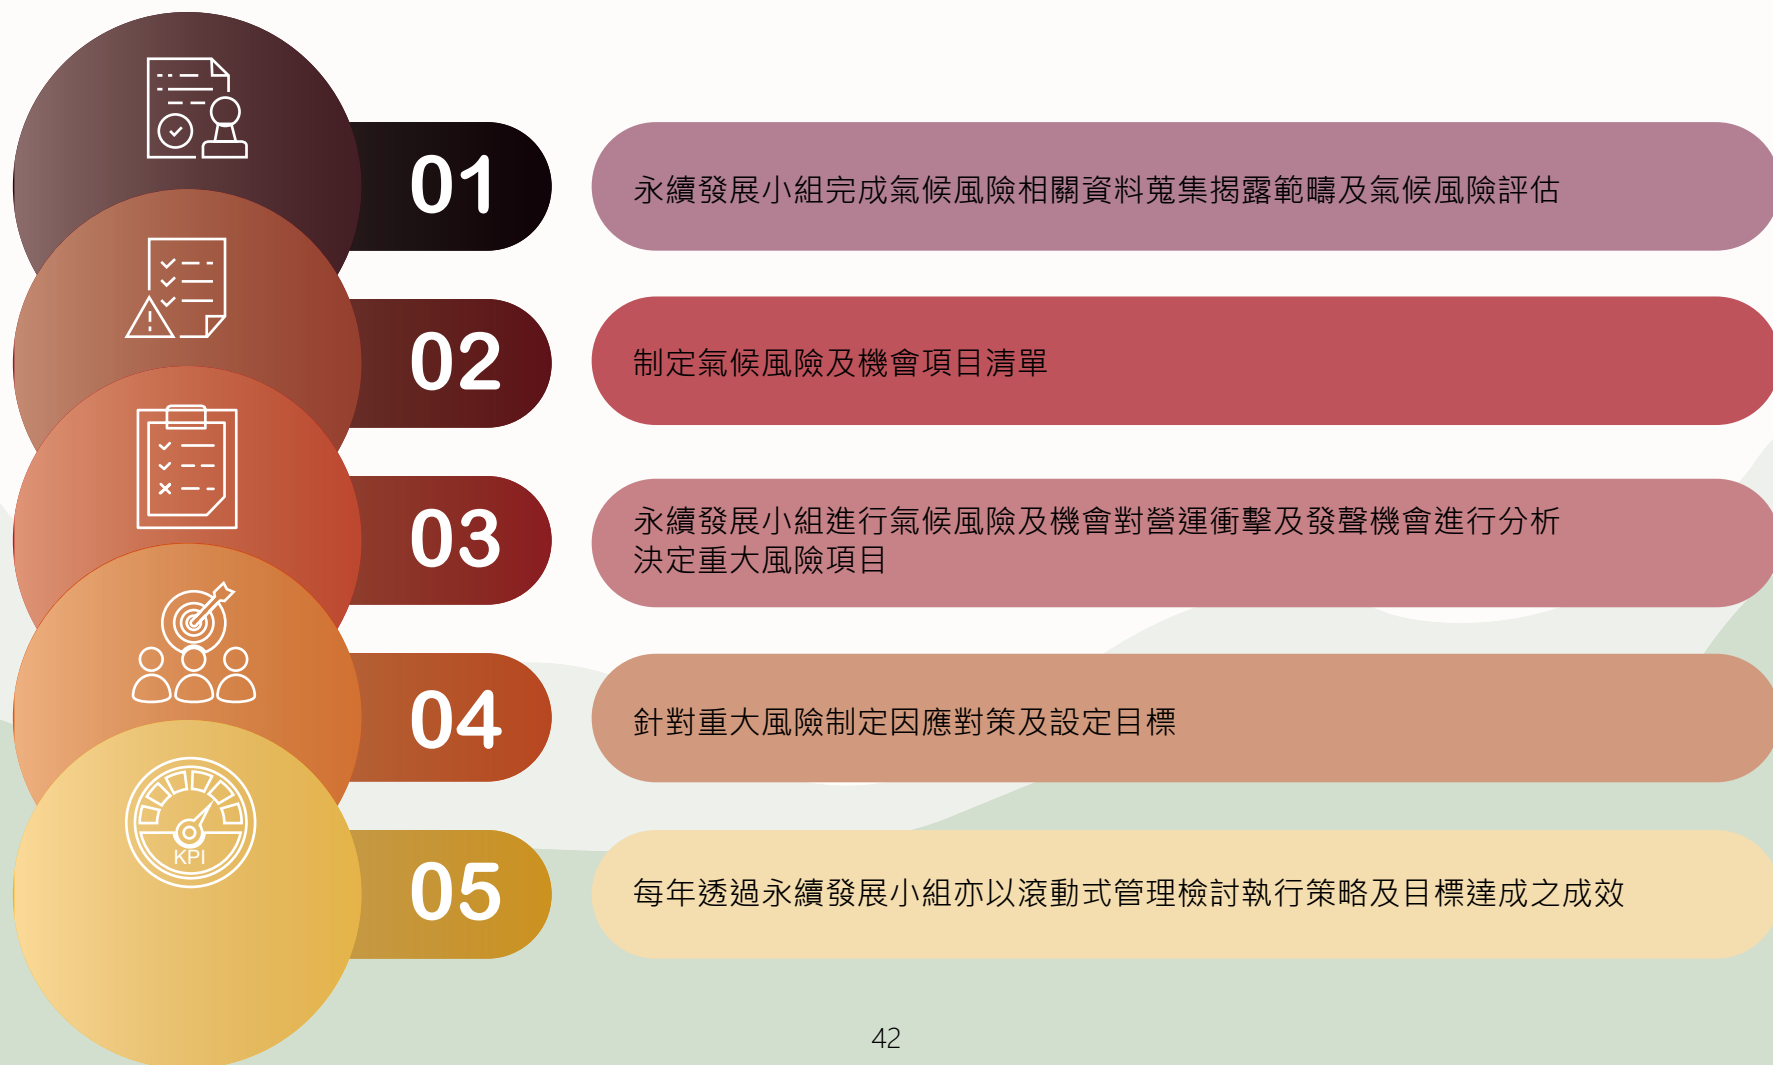 01
永續發展小組完成氣候風險相關資料蒐集揭露範疇及氣候風險評估
02
制定氣候風險及機會項目清單
03
永續發展小組進行氣候風險及機會對營運衝擊及發聲機會進行分析
決定重大風險項目
04
針對重大風險制定因應對策及設定目標
KPI
05
每年透過永續發展小組亦以滾動式管理檢討執行策略及目標達成之成效
42